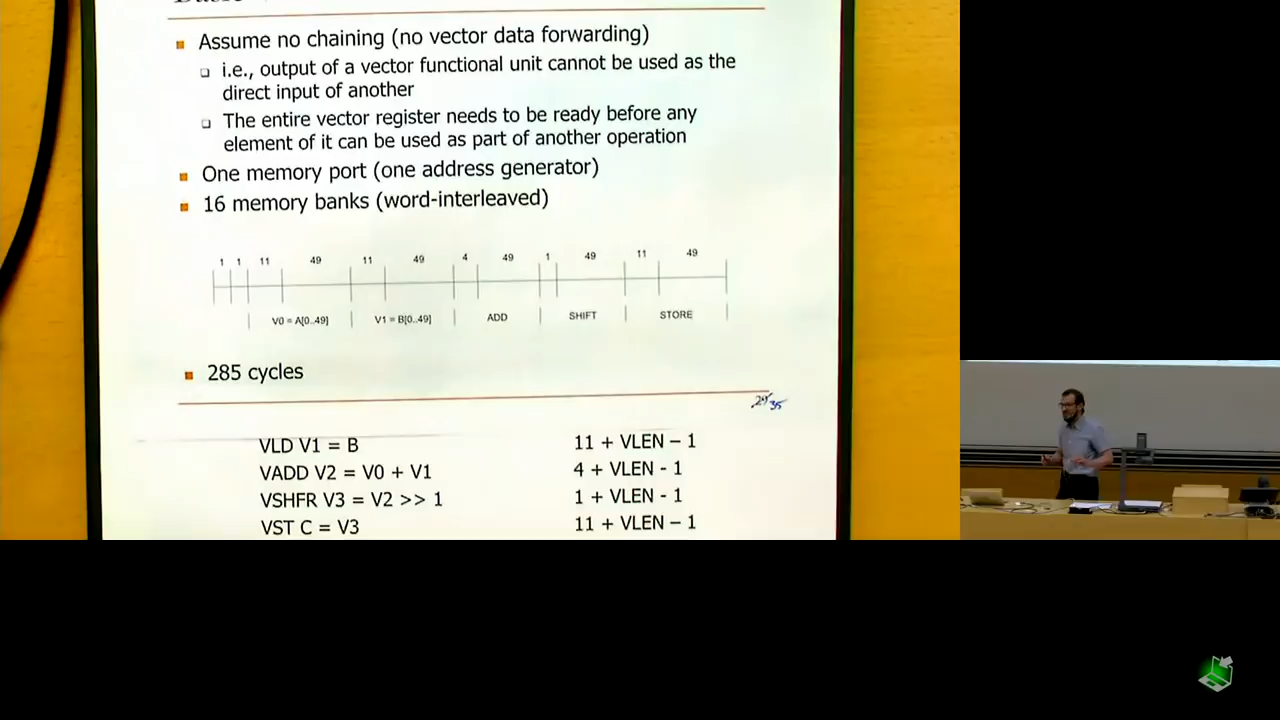 Assume no chaining (no vector data forwarding)
i.e., output of a vector functional unit cannot be used as the
direct input of another
The entire vector register needs to be ready before any
element of it can be used as part of another operation
One memory port (one address generator)
16 memory banks (word-interleaved)
1 1 11 49 11 49 4 49 1 49 11 49
V0 = A[0..49] V1 = B[0..49] ADD SHIFT STORE
285 cycles
VLD V1 = B 11 + VLEN – 1
VADD V2 = V0 + V1 4 + VLEN - 1
VSHFR V3 = V2 >> 1 1 + VLEN - 1
VST C = V3 11 + VLEN – 1